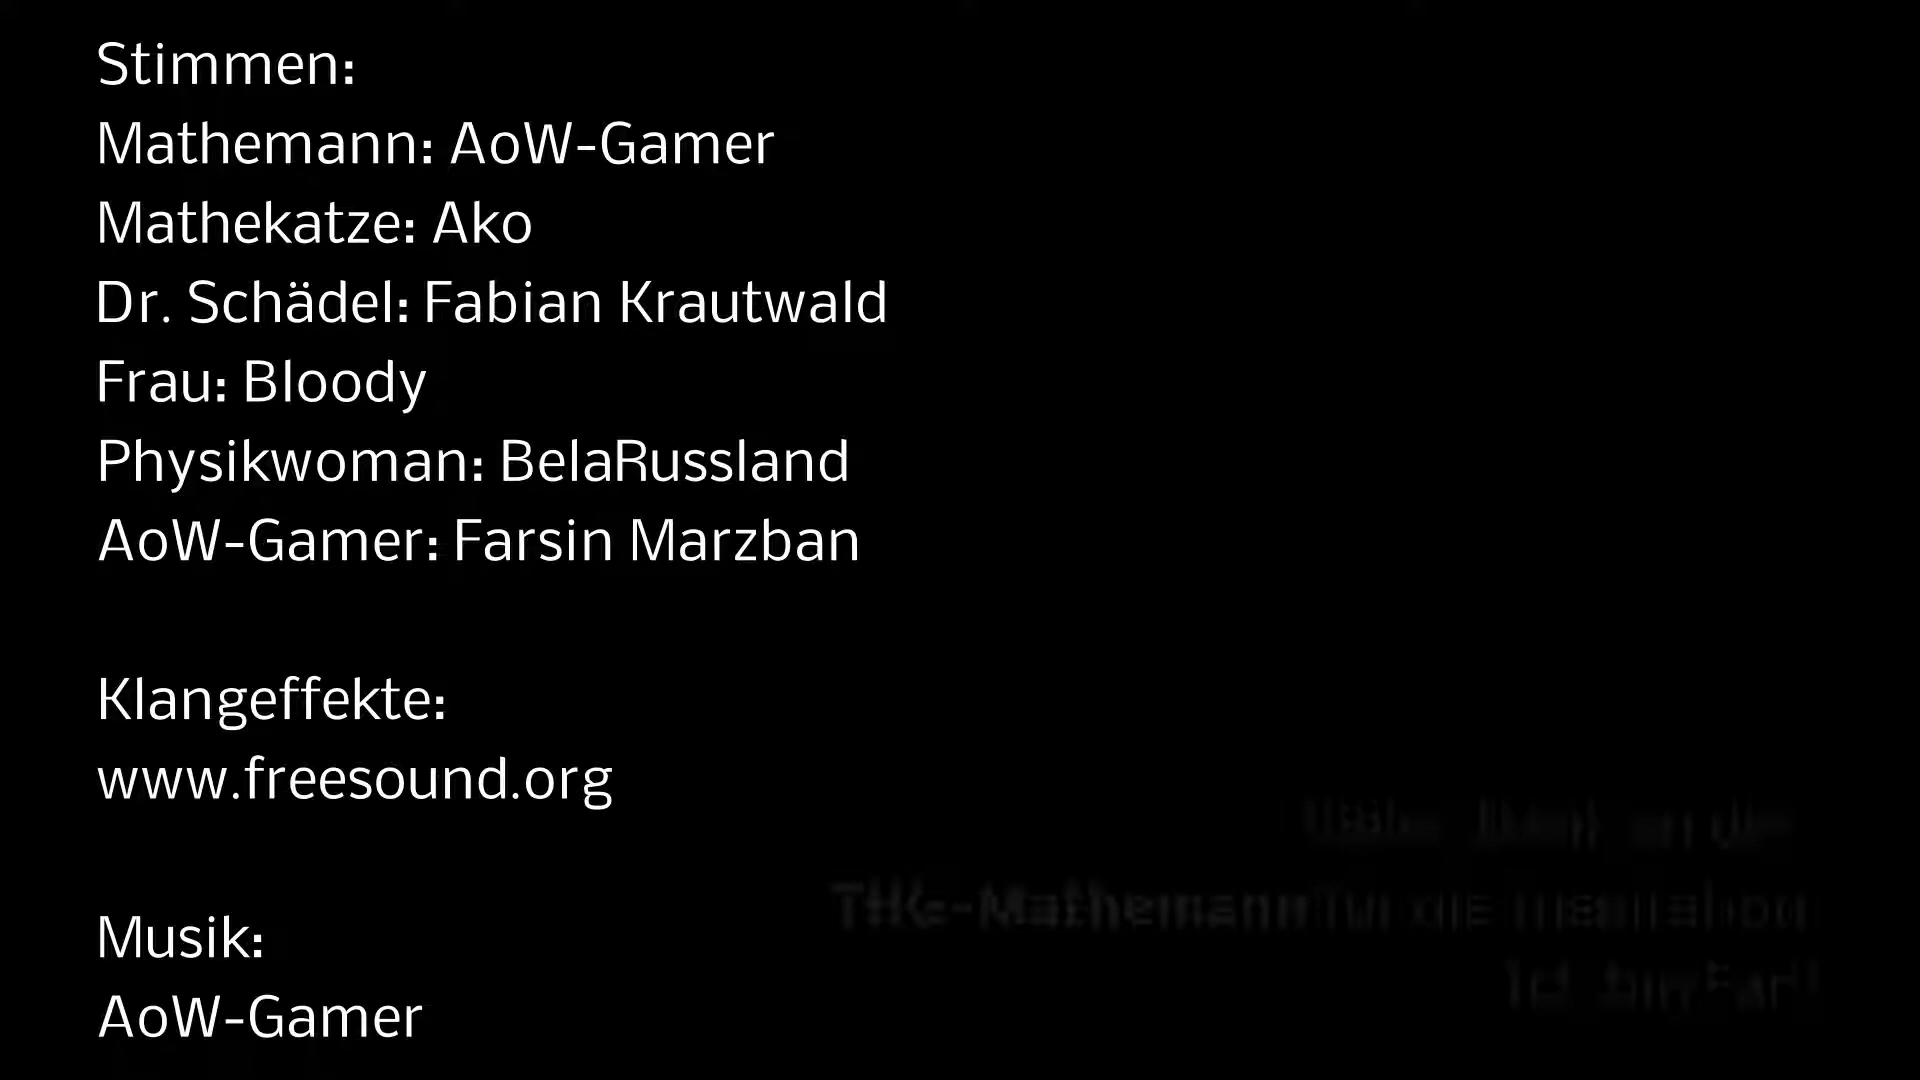 Stimmen:
Mathemann: AoW-Gamer
Mathekatze: Ako
Dr. Schädel: Fabian Krautwald
Frau: Bloody
Physikwoman: BelaRussland
AoW-Gamer: Farsin Marzban
Klangeffekte:
www.freesound.org
Musik:
AoW-Gamer